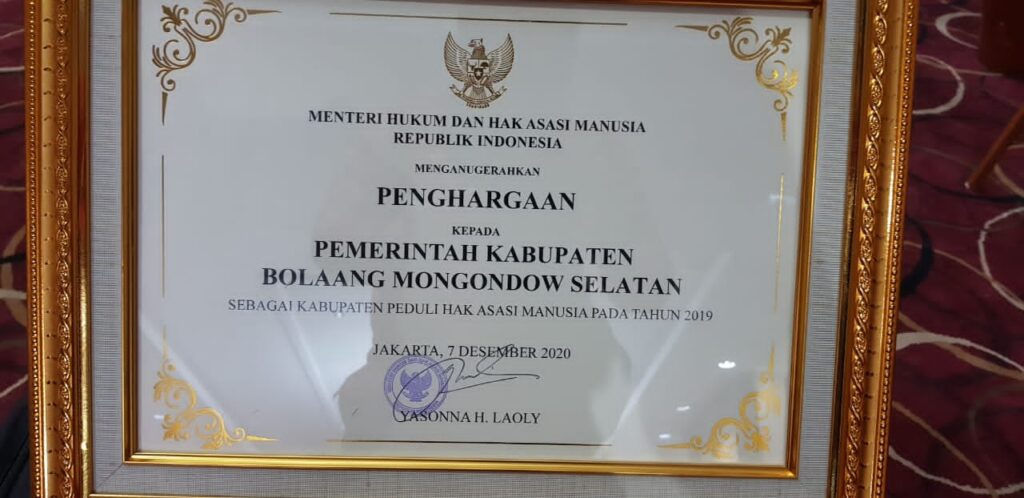 MENTERI HUKUM DAN HAK ASASI MANUSIA
REPUBLIK INDONESIA
MENGANUGERAHKAN
PENGHARGAAN
KEPADA
PEMERINTAH KABUPATEN
BOLAANG MONGONDOW SELATAN
SEBAGAI KABUPATEN PEDULI HAK ASASI MANUSIA PADA TAHUN 2019
JAKARTA, 7 DESEMBER 2020
YASONNA H. LAOLY